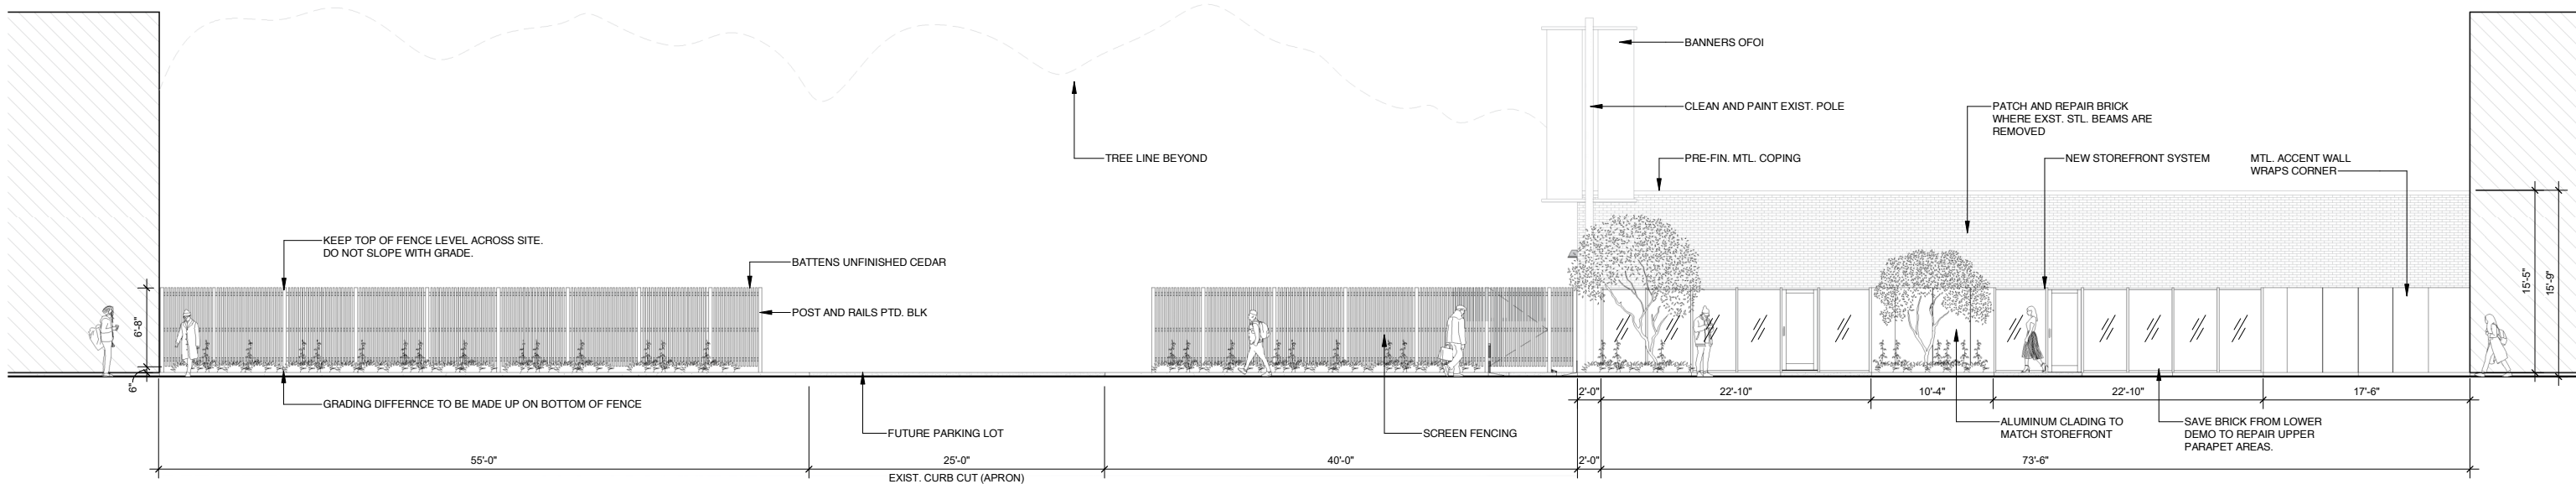 BANNERS OFOI
CLEAN AND PAINT EXIST. POLE
PATCH AND REPAIR BRICK
WHERE EXST. STL. BEAMS ARE
REMOVED
TREE LINE BEYOND
PRE-FIN. MTL. COPING
NEW STOREFRONT SYSTEM
MTL. ACCENT WALL
WRAPS CORNER
KEEP TOP OF FENCE LEVEL ACROSS SITE.
DO NOT SLOPE WITH GRADE.
BATTENS UNFINISHED CEDAR
POST AND RAILS PTD. BLK
6'-8"
6"
15'-5"
15'-9"
GRADING DIFFERNCE TO BE MADE UP ON BOTTOM OF FENCE
FUTURE PARKING LOT
SCREEN FENCING
2'-0"
22'-10"
10'-4"
22'-10"
17'-6"
ALUMINUM CLADING TO
MATCH STOREFRONT
SAVE BRICK FROM LOWER
DEMO TO REPAIR UPPER
PARAPET AREAS.
55'-0"
25'-0"
40'-0"
2'-0"
73'-6"
EXIST. CURB CUT (APRON)